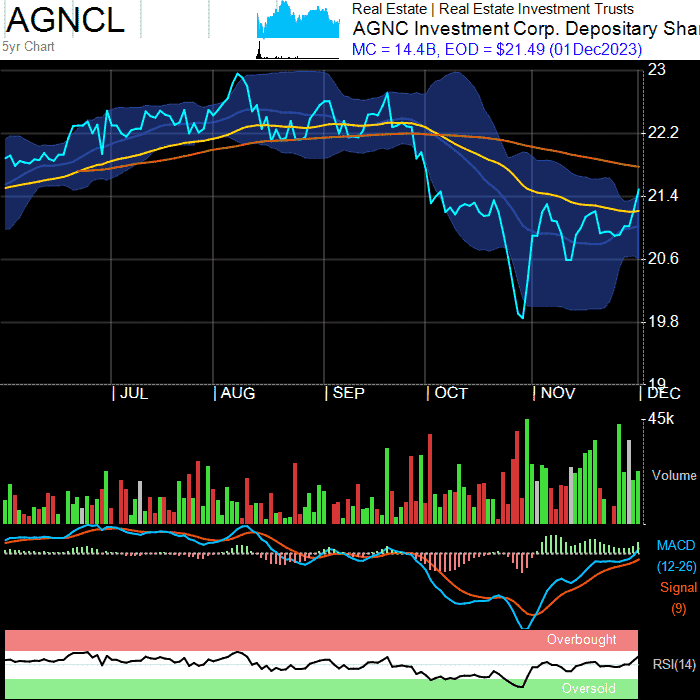 AGNCL
5yr Chart
Real Estate | Real Estate Investment Trusts
AGNC Investment Corp. Depositary Shar
MC = 14.4B, EOD = $21.49 (01Dec2023)
23
22.2
21.4
20.6
19.8
19
JUL
AUG
SEP
OCT
NOV
DEC
45k
Volume
MACD
(12-26)
Signal
(9)
Overbought
RSI(14)
Oversold